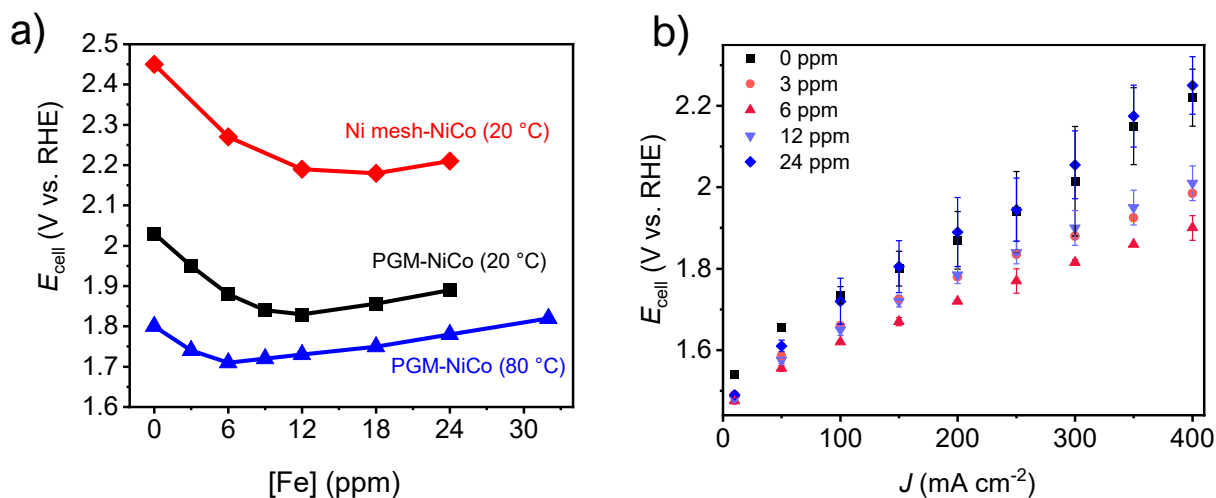 a)
E_cell (V vs. RHE)
2.5
2.4
2.3
2.2
2.1
2
1.9
1.8
1.7
1.6
Ni mesh-NiCo (20 °C)
PGM-NiCo (20 °C)
PGM-NiCo (80 °C)
0 6 12 18 24 30
[Fe] (ppm)
b)
0 ppm
3 ppm
6 ppm
12 ppm
24 ppm
E_cell (V vs. RHE)
2.2
2
1.8
1.6
0 100 200 300 400
J (mA cm⁻²)